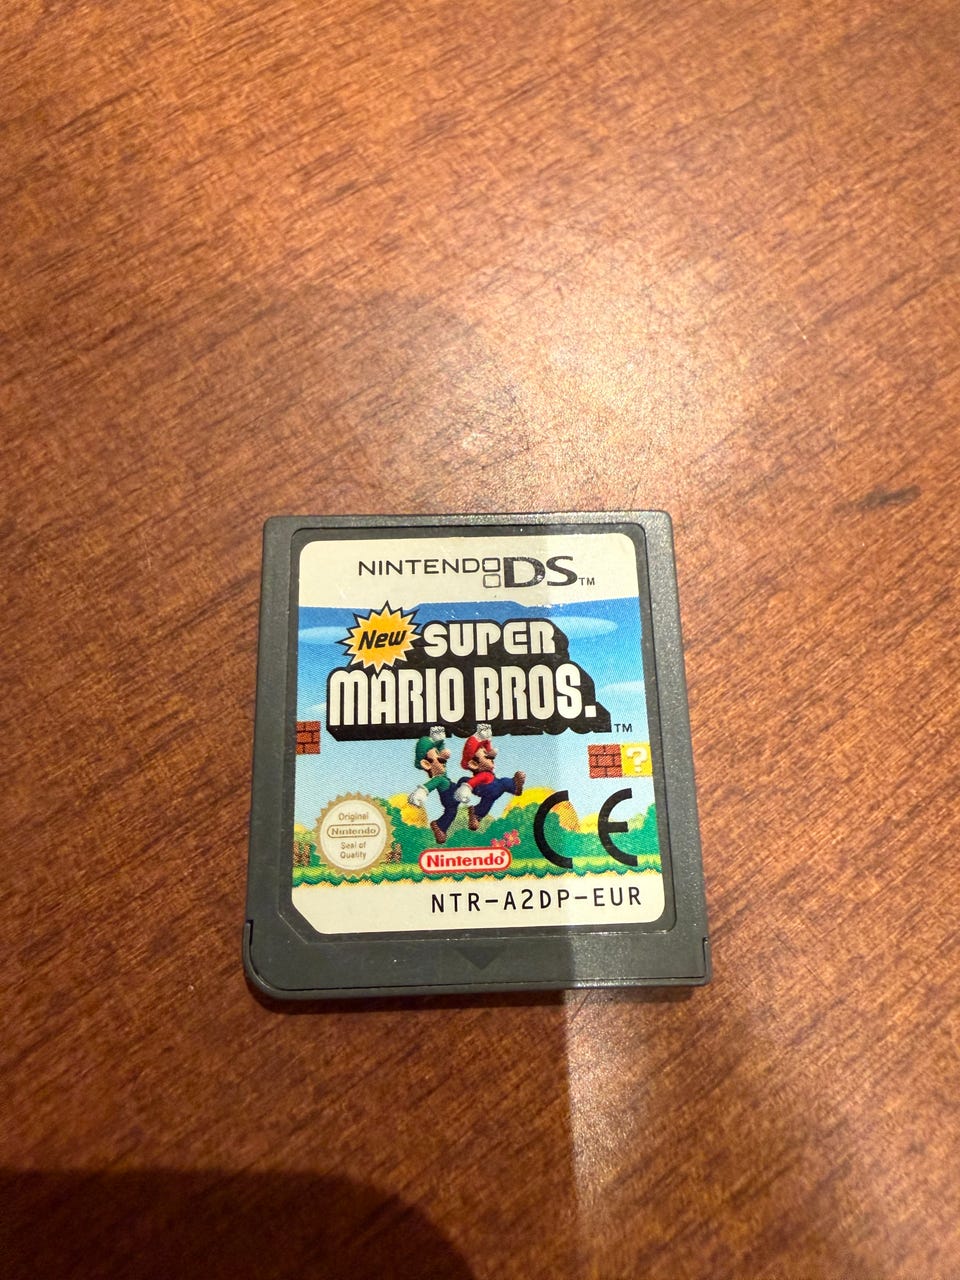 NINTENDO DS™
New SUPER
MARIO BROS.™
?
Original
Nintendo
Seal of
Quality
CE
Nintendo®
NTR-A2DP-EUR